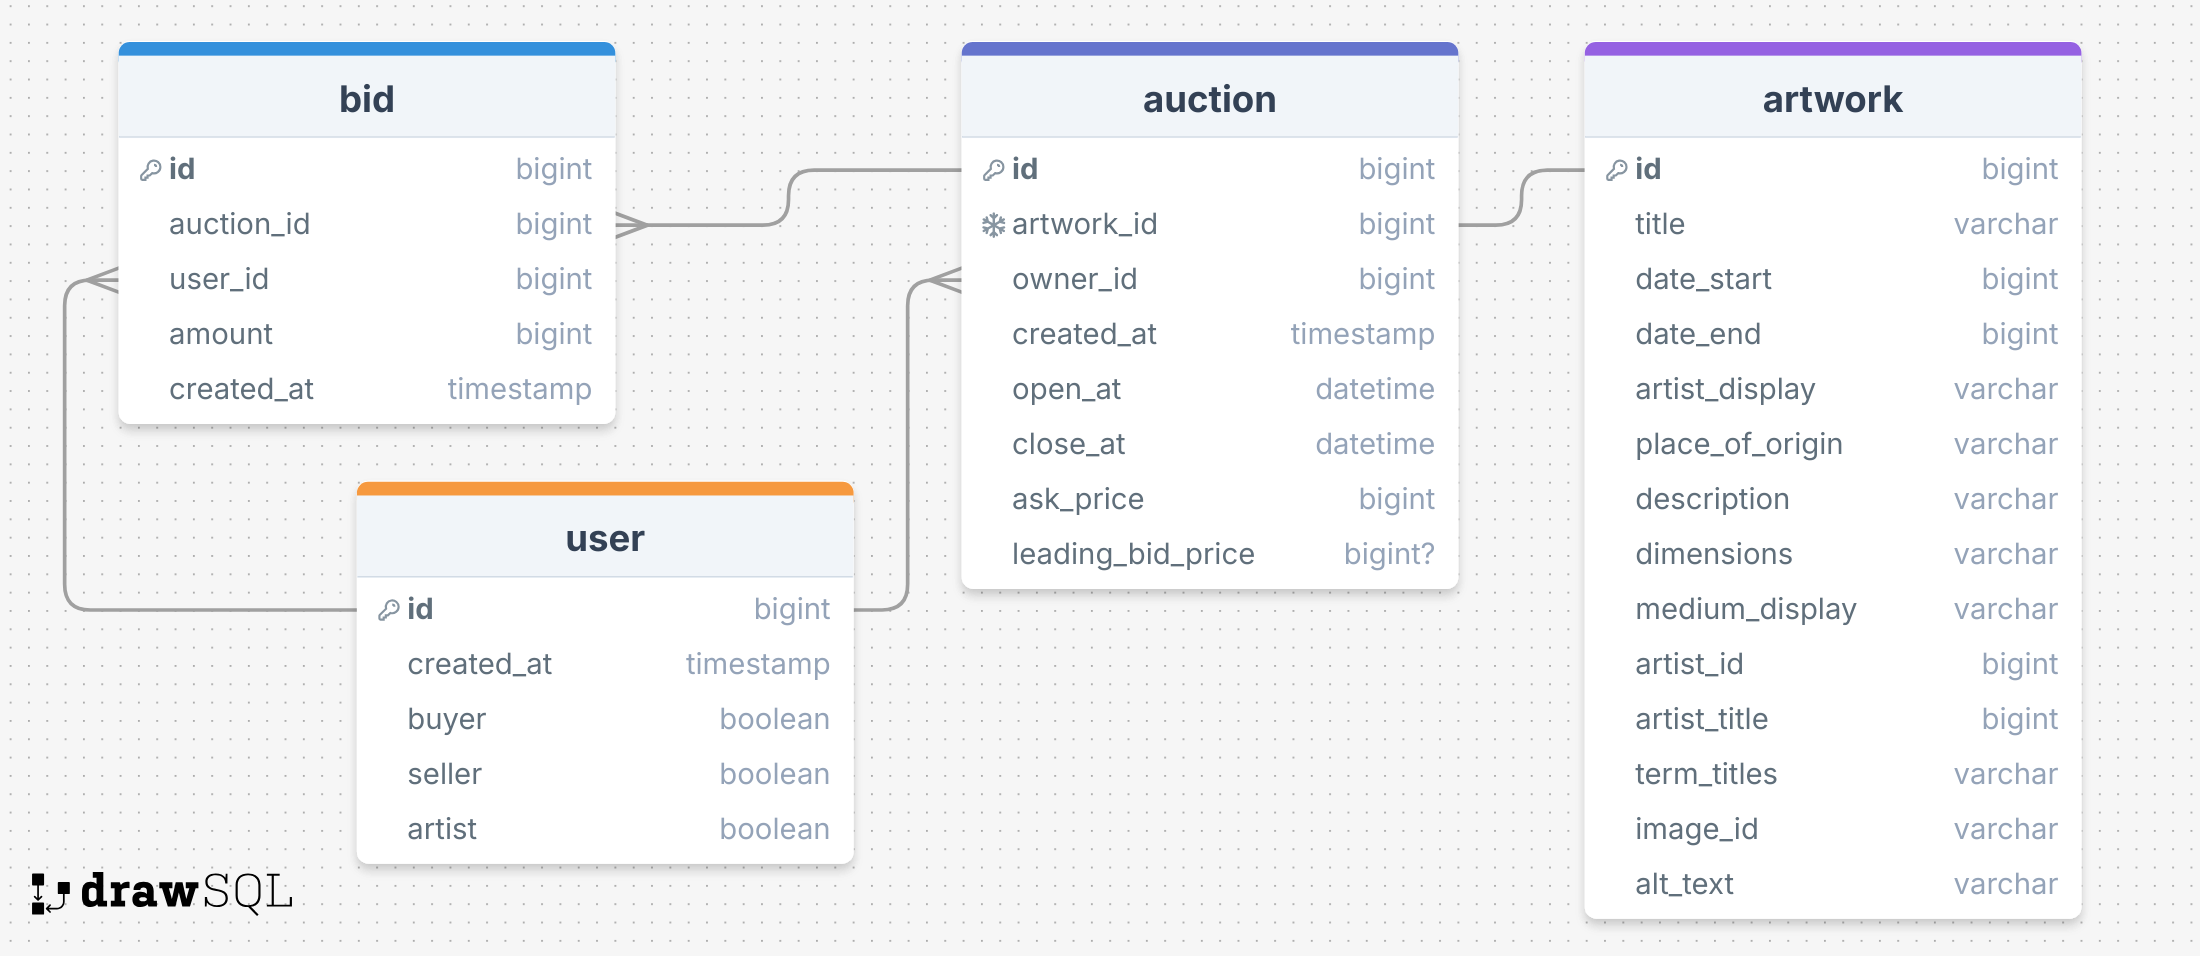 bid
id bigint
auction_id bigint
user_id bigint
amount bigint
created_at timestamp
auction
id bigint
artwork_id bigint
owner_id bigint
created_at timestamp
open_at datetime
close_at datetime
ask_price bigint
leading_bid_price bigint?
artwork
id bigint
title varchar
date_start bigint
date_end bigint
artist_display varchar
place_of_origin varchar
description varchar
dimensions varchar
medium_display varchar
artist_id bigint
artist_title bigint
term_titles varchar
image_id varchar
alt_text varchar
user
id bigint
created_at timestamp
buyer boolean
seller boolean
artist boolean
drawSQL